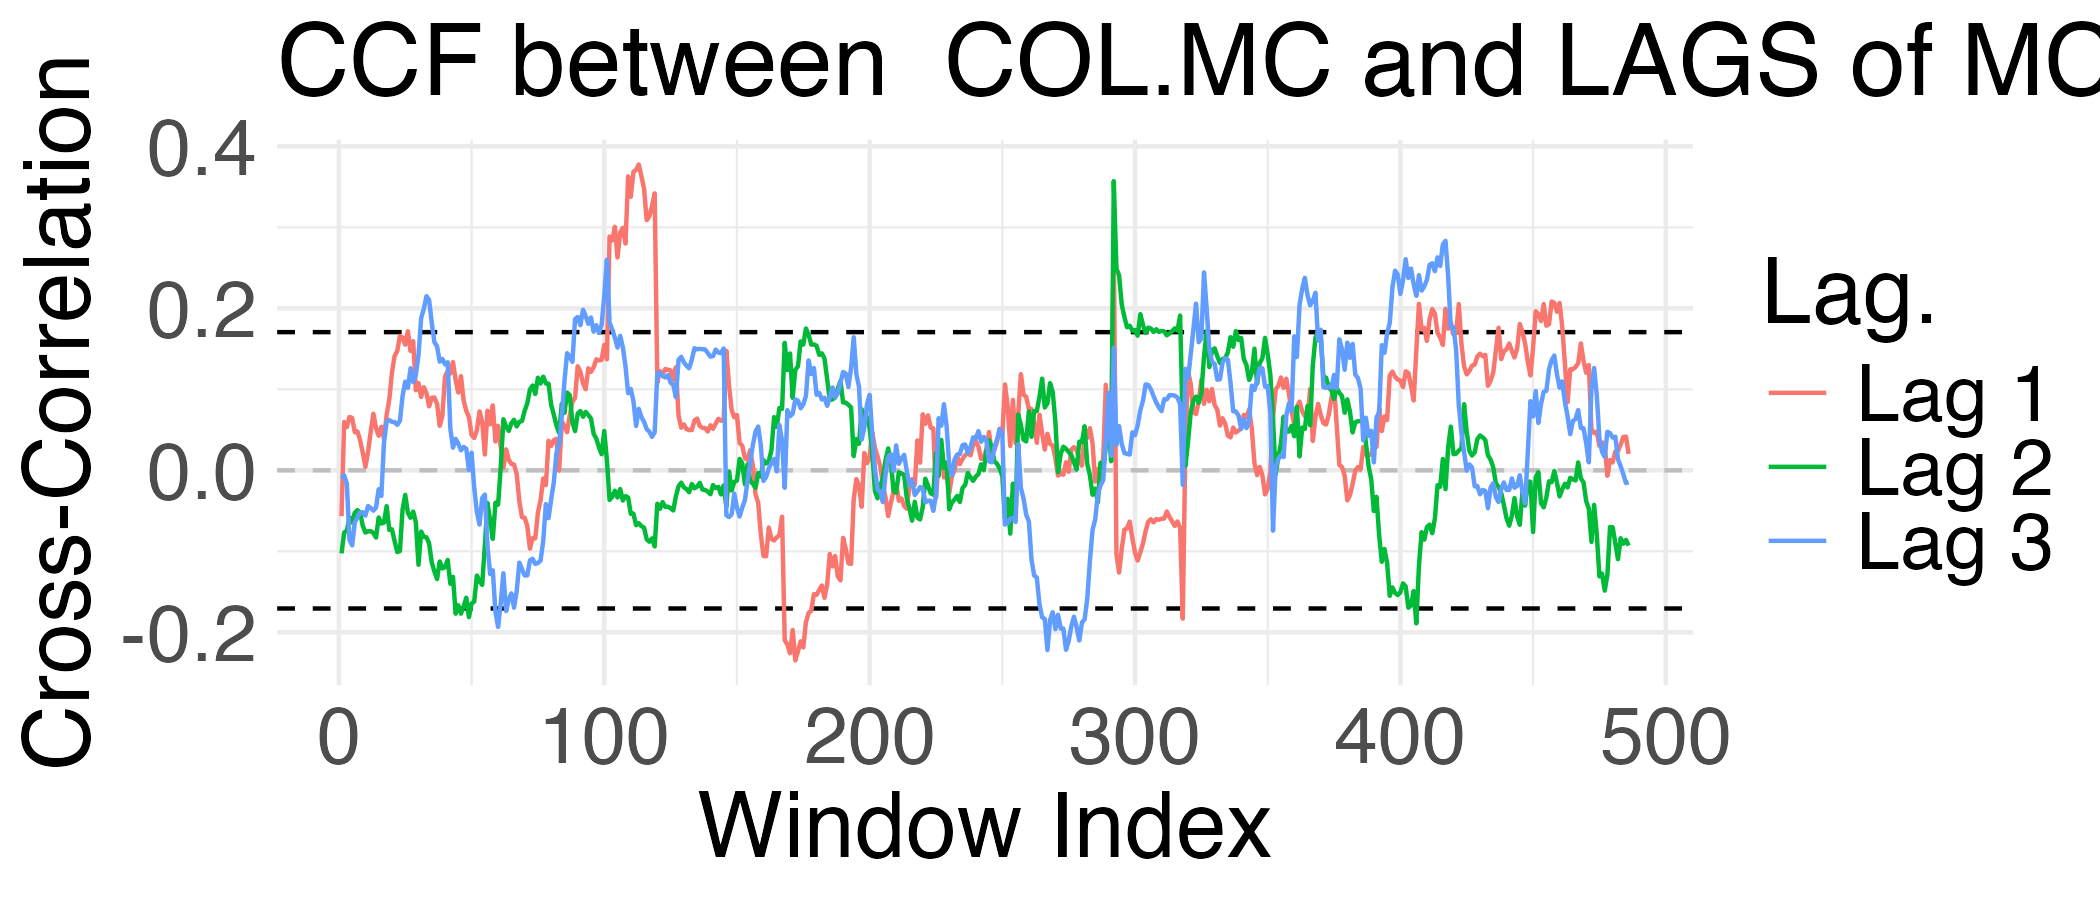 CCF between  COL.MC and LAGS of
Cross-Correlation
0.4
0.2
0.0
-0.2
0 100 200 300 400 500
Window Index
Lag.
Lag 1
Lag 2
Lag 3